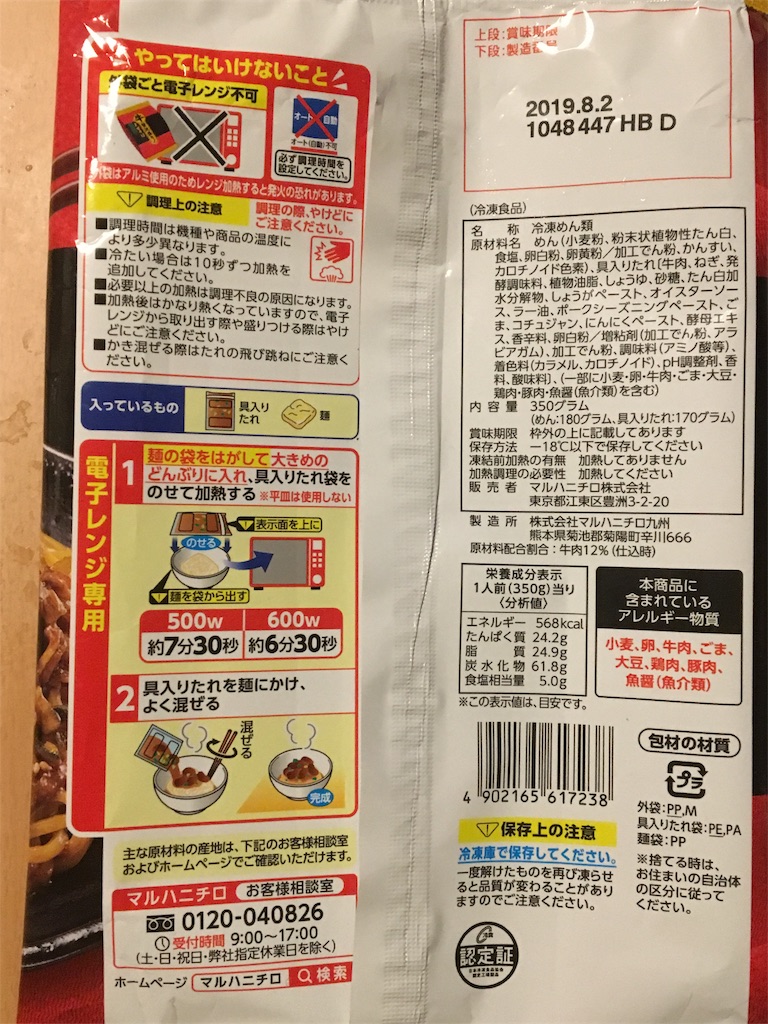 やってはいけないこと
外袋ごと電子レンジ不可
オート 自動
オート(自動)不可
必ず調理時間を
設定してください。
外袋はアルミ使用のためレンジ加熱すると発火の恐れがあります。
調理上の注意
調理の際、やけどに
ご注意ください。
■調理時間は機種や商品の温度に
より多少異なります。
■冷たい場合は10秒ずつ加熱を
追加してください。
■必要以上の加熱は調理不良の原因になります。
■加熱後はかなり熱くなっていますので、電子
レンジから取り出す際や盛りつける際はやけ
どにご注意ください。
■かき混ぜる際はたれの飛び跳ねにご注意く
ださい。
入っているもの
具入り
たれ
麺
電子レンジ専用
1
麺の袋をはがして大きめの
どんぶりに入れ、具入りたれ袋を
のせて加熱する ※平皿は使用しない
表示面を上に
のせる
麺を袋から出す
500w 600w
約7分30秒 約6分30秒
2
具入りたれを麺にかけ、
よく混ぜる
混ぜる
完成
主な原材料の産地は、下記のお客様相談室
およびホームページでご確認いただけます。
マルハニチロ お客様相談室
0120-040826
受付時間 9:00～17:00
(土・日・祝日・弊社指定休業日を除く)
ホームページ マルハニチロ 検索
上段:賞味期限
下段:製造番号
2019.8.2
1048447 HB D
(冷凍食品)
名 称 冷凍めん類
原材料名 めん(小麦粉、粉末状植物性たん白、
食塩、卵白粉、卵黄粉/加工でん粉、かんすい、
カロチノイド色素)、具入りたれ〔牛肉、ねぎ、発
酵調味料、植物油脂、しょうゆ、砂糖、たん白加
水分解物、しょうがペースト、オイスターソー
ス、ラー油、ポークシーズニングペースト、ご
ま、コチュジャン、にんにくペースト、酵母エキ
ス、香辛料、卵白粉/増粘剤(加工でん粉、アラ
ビアガム)、加工でん粉、調味料(アミノ酸等)、
着色料(カラメル、カロチノイド)、pH調整剤、香
料、酸味料〕、(一部に小麦・卵・牛肉・ごま・大豆・
鶏肉・豚肉・魚醤(魚介類)を含む)
内容量 350グラム
(めん:180グラム、具入りたれ:170グラム)
賞味期限 枠外の上に記載してあります
保存方法 −18℃以下で保存してください
凍結前加熱の有無 加熱してありません
加熱調理の必要性 加熱してください
販売者 マルハニチロ株式会社
東京都江東区豊洲3-2-20
製造所 株式会社マルハニチロ九州
熊本県菊池郡菊陽町辛川666
原材料配合割合:牛肉12%(仕込時)
栄養成分表示
1人前(350g)当り
〈分析値〉
エネルギー 568kcal
たんぱく質 24.2g
脂 質 24.9g
炭水化物 61.8g
食塩相当量 5.0g
※この表示値は、目安です。
本商品に
含まれている
アレルギー物質
小麦、卵、牛肉、ごま、
大豆、鶏肉、豚肉、
魚醤(魚介類)
4 902165 617238
包材の材質
プラ
外袋:PP,M
具入りたれ袋:PE,PA
麺袋:PP
※捨てる時は、
お住まいの自治体
の区分に従って
ください。
保存上の注意
冷凍庫で保存してください。
一度解けたものを再び凍らせ
ると品質が変わることがあり
ますのでご注意ください。
認定証